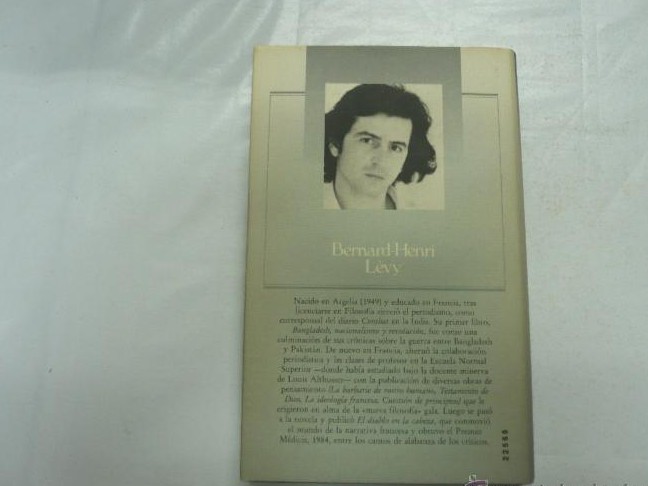 Bernard-Henri
Lévy
Nacido en Argelia (1949) y educado en Francia, tras
licenciarse en Filosofía ejerció el periodismo, como
corresponsal del diario Combat en la India. Su primer libro,
Bangladesh, nacionalismo y revolución, fue como una
culminación de sus crónicas sobre la guerra entre Bangladesh
y Pakistán. De nuevo en Francia, alternó la colaboración
periodística y las clases de profesor en la Escuela Normal
Superior —donde había estudiado bajo la docente minerva
de Louis Althusser— con la publicación de diversas obras de
pensamiento (La barbarie de rostro humano, Testamento de
Dios, La ideología francesa, Cuestión de principios) que le
erigieron en alma de la «nueva filosofía» gala. Luego se pasó
a la novela y publicó El diablo en la cabeza, que conmovió
el mundo de la narrativa francesa y obtuvo el Premio
Médicis, 1984, entre los cantos de alabanza de los críticos.